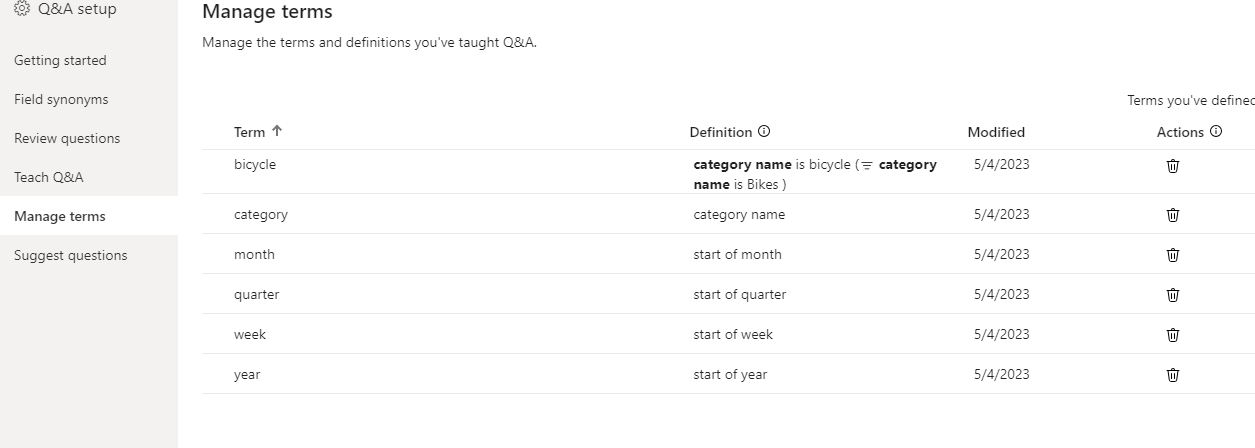 Q&A setup
Manage terms
Manage the terms and definitions you've taught Q&A.
Getting started
Field synonyms
Review questions
Teach Q&A
Manage terms
Suggest questions
Terms you've defined
Term Definition Modified Actions
bicycle category name is bicycle ( category 5/4/2023
name is Bikes )
category category name 5/4/2023
month start of month 5/4/2023
quarter start of quarter 5/4/2023
week start of week 5/4/2023
year start of year 5/4/2023